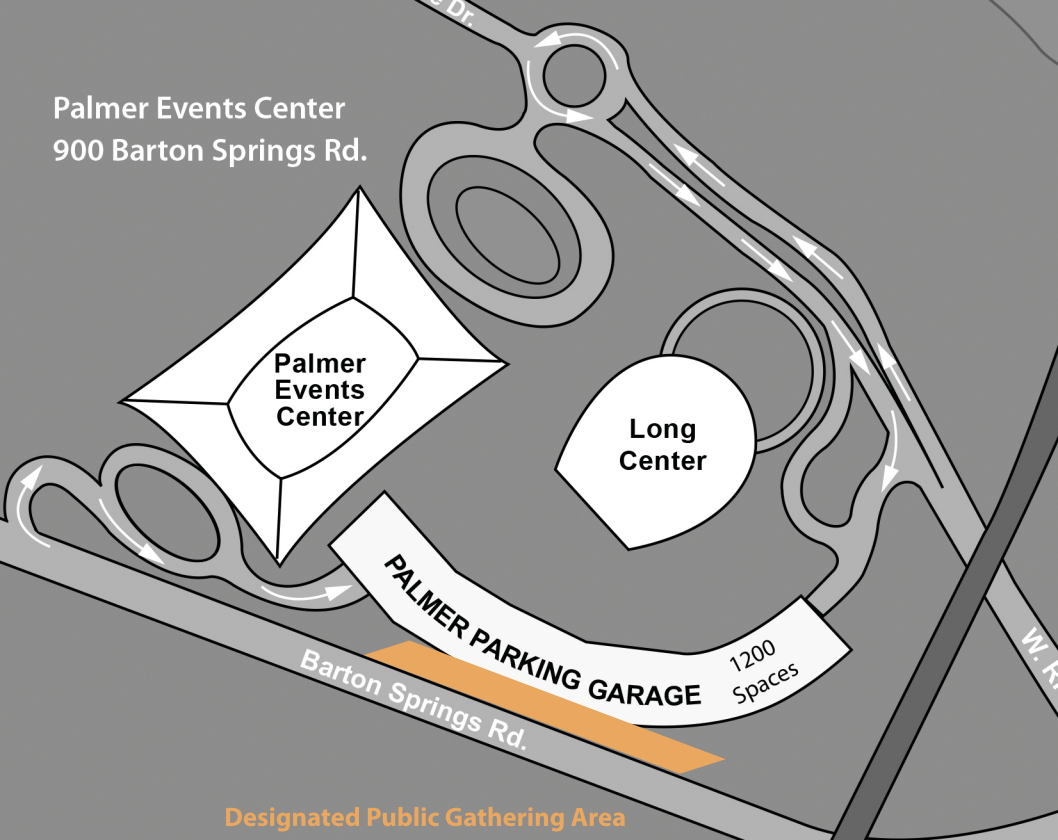 Dr.
Palmer Events Center
900 Barton Springs Rd.
Palmer
Events
Center
Long
Center
PALMER PARKING GARAGE
1200
Spaces
Barton Springs Rd.
W.
Designated Public Gathering Area